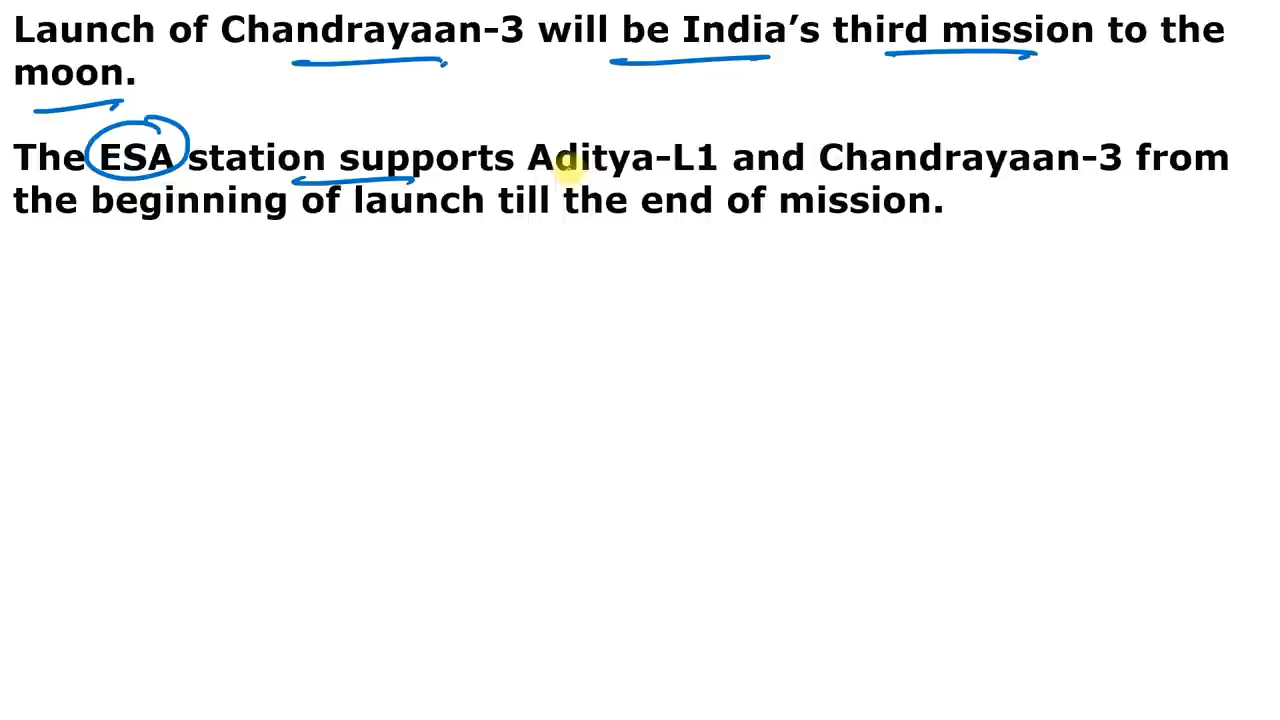 Launch of Chandrayaan-3 will be India’s third mission to the
moon.
The ESA station supports Aditya-L1 and Chandrayaan-3 from
the beginning of launch till the end of mission.